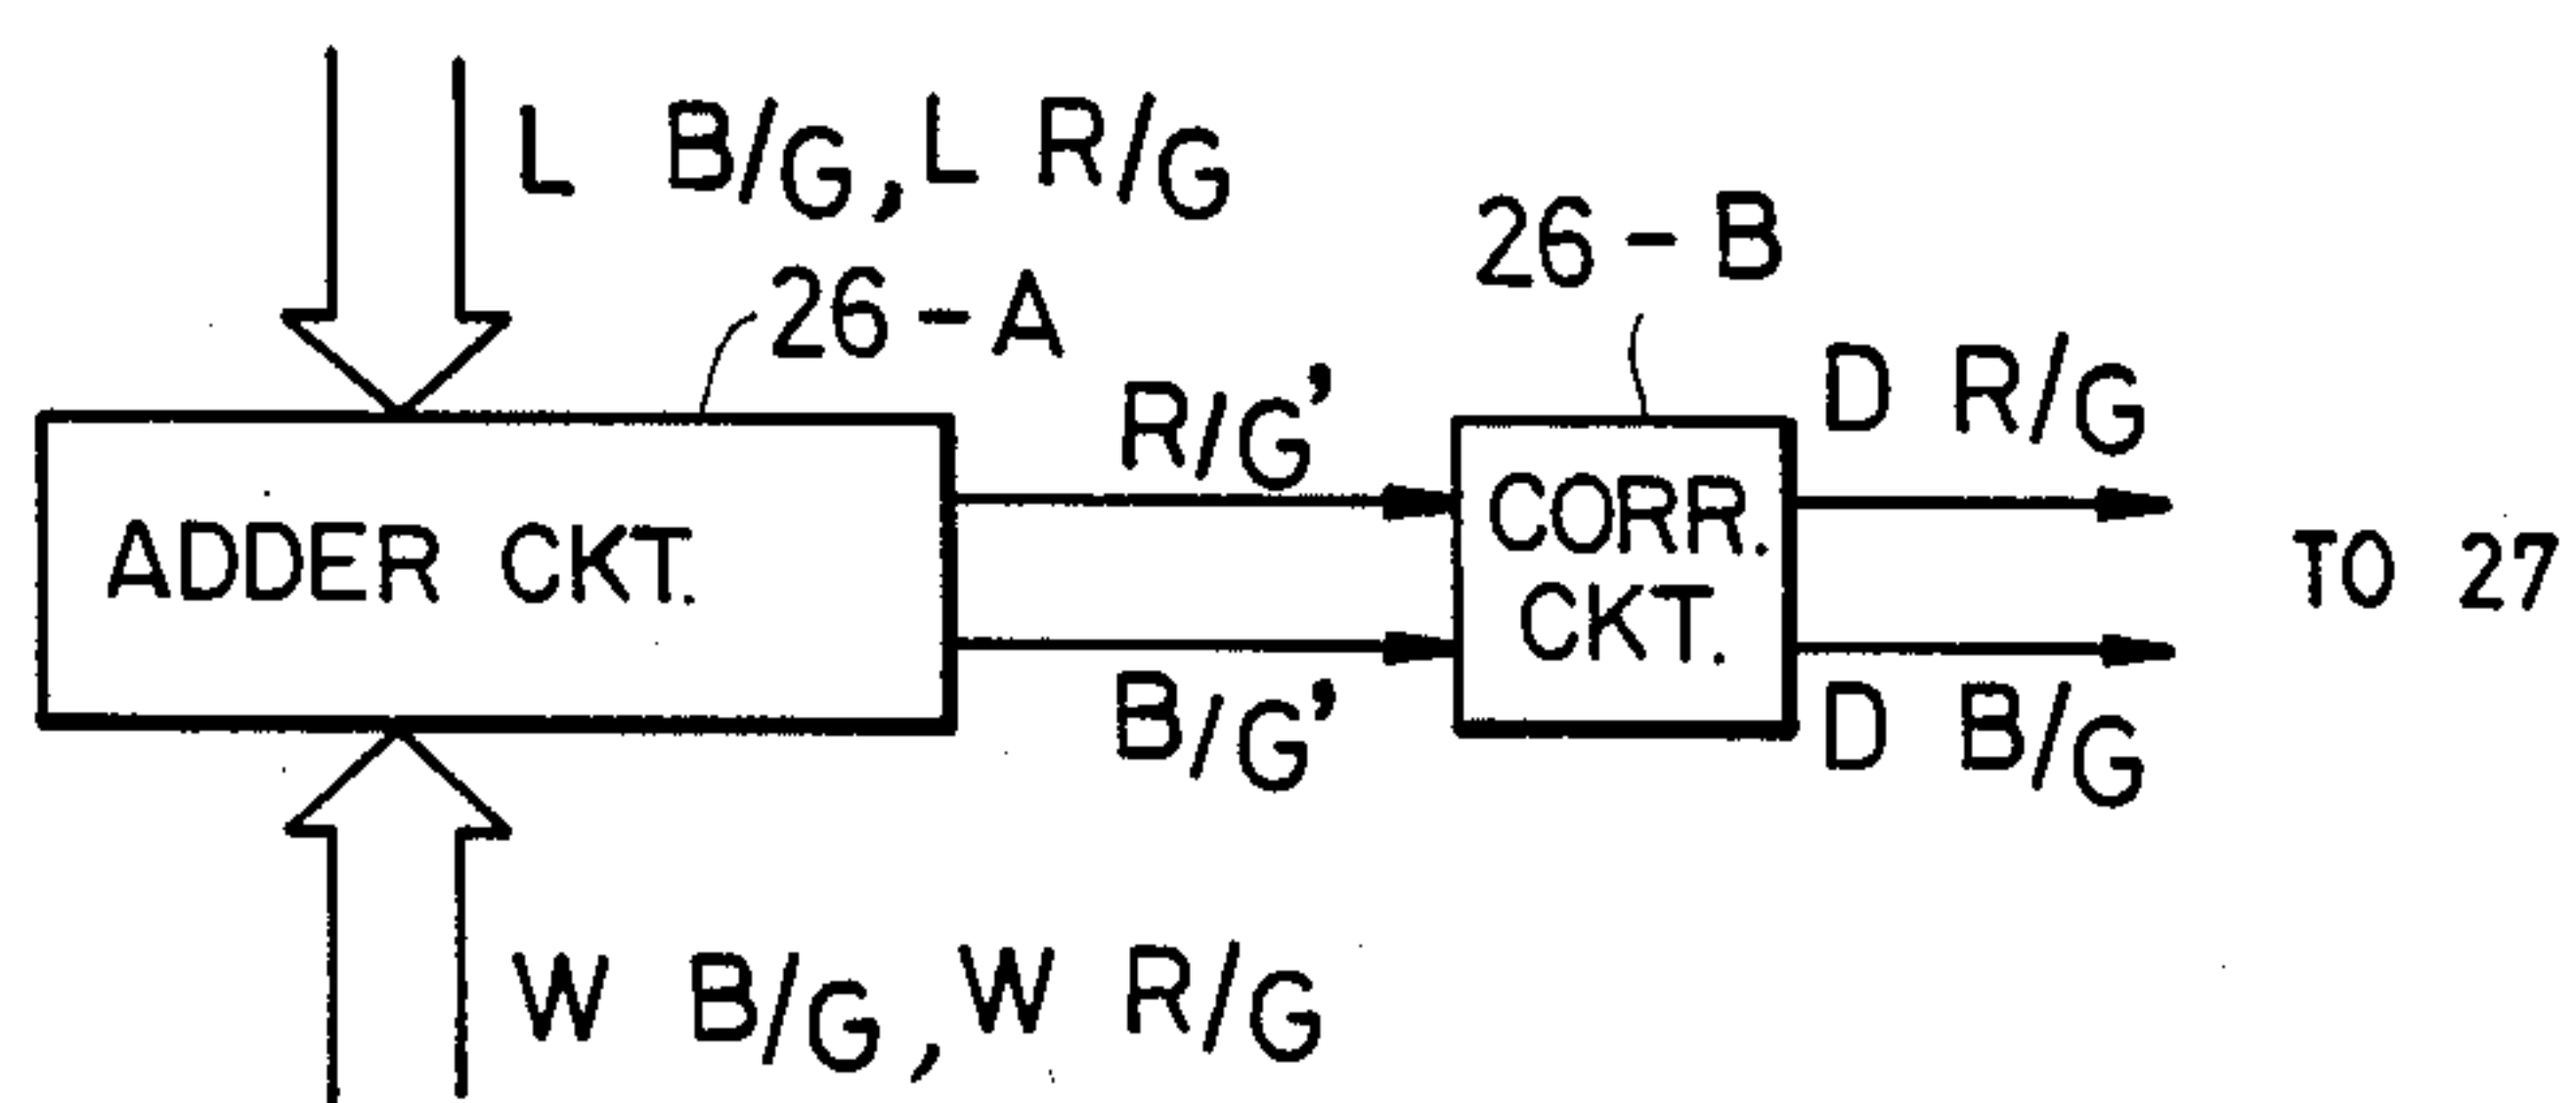 L B/G, L R/G
26-A
26-B
R/G'
D R/G
ADDER CKT.
CORR.
CKT.
TO 27
B/G'
D B/G
W B/G, W R/G